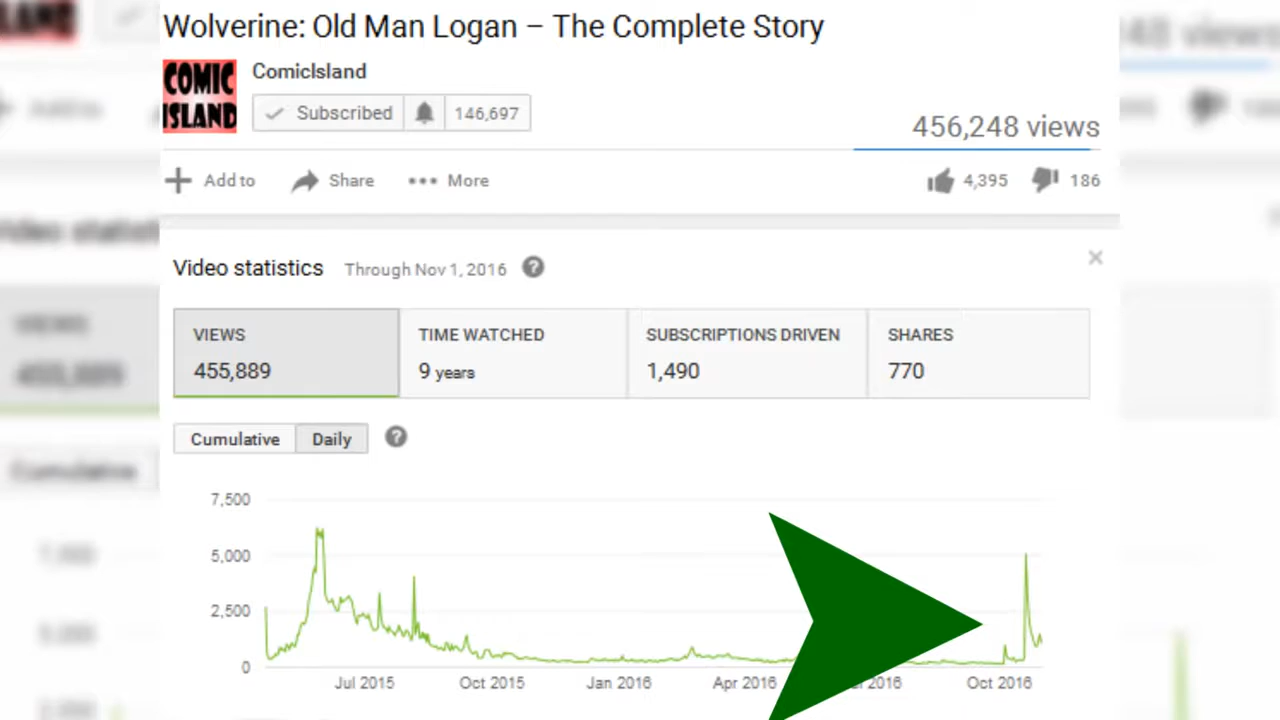 Wolverine: Old Man Logan – The Complete Story
COMIC
ISLAND
ComicIsland
Subscribed 146,697
456,248 views
Add to Share More
4,395 186
Video statistics Through Nov 1, 2016
VIEWS TIME WATCHED SUBSCRIPTIONS DRIVEN SHARES
455,889 9 years 1,490 770
Cumulative Daily
7,500
5,000
2,500
0
Jul 2015 Oct 2015 Jan 2016 Apr 2016 2016 Oct 2016